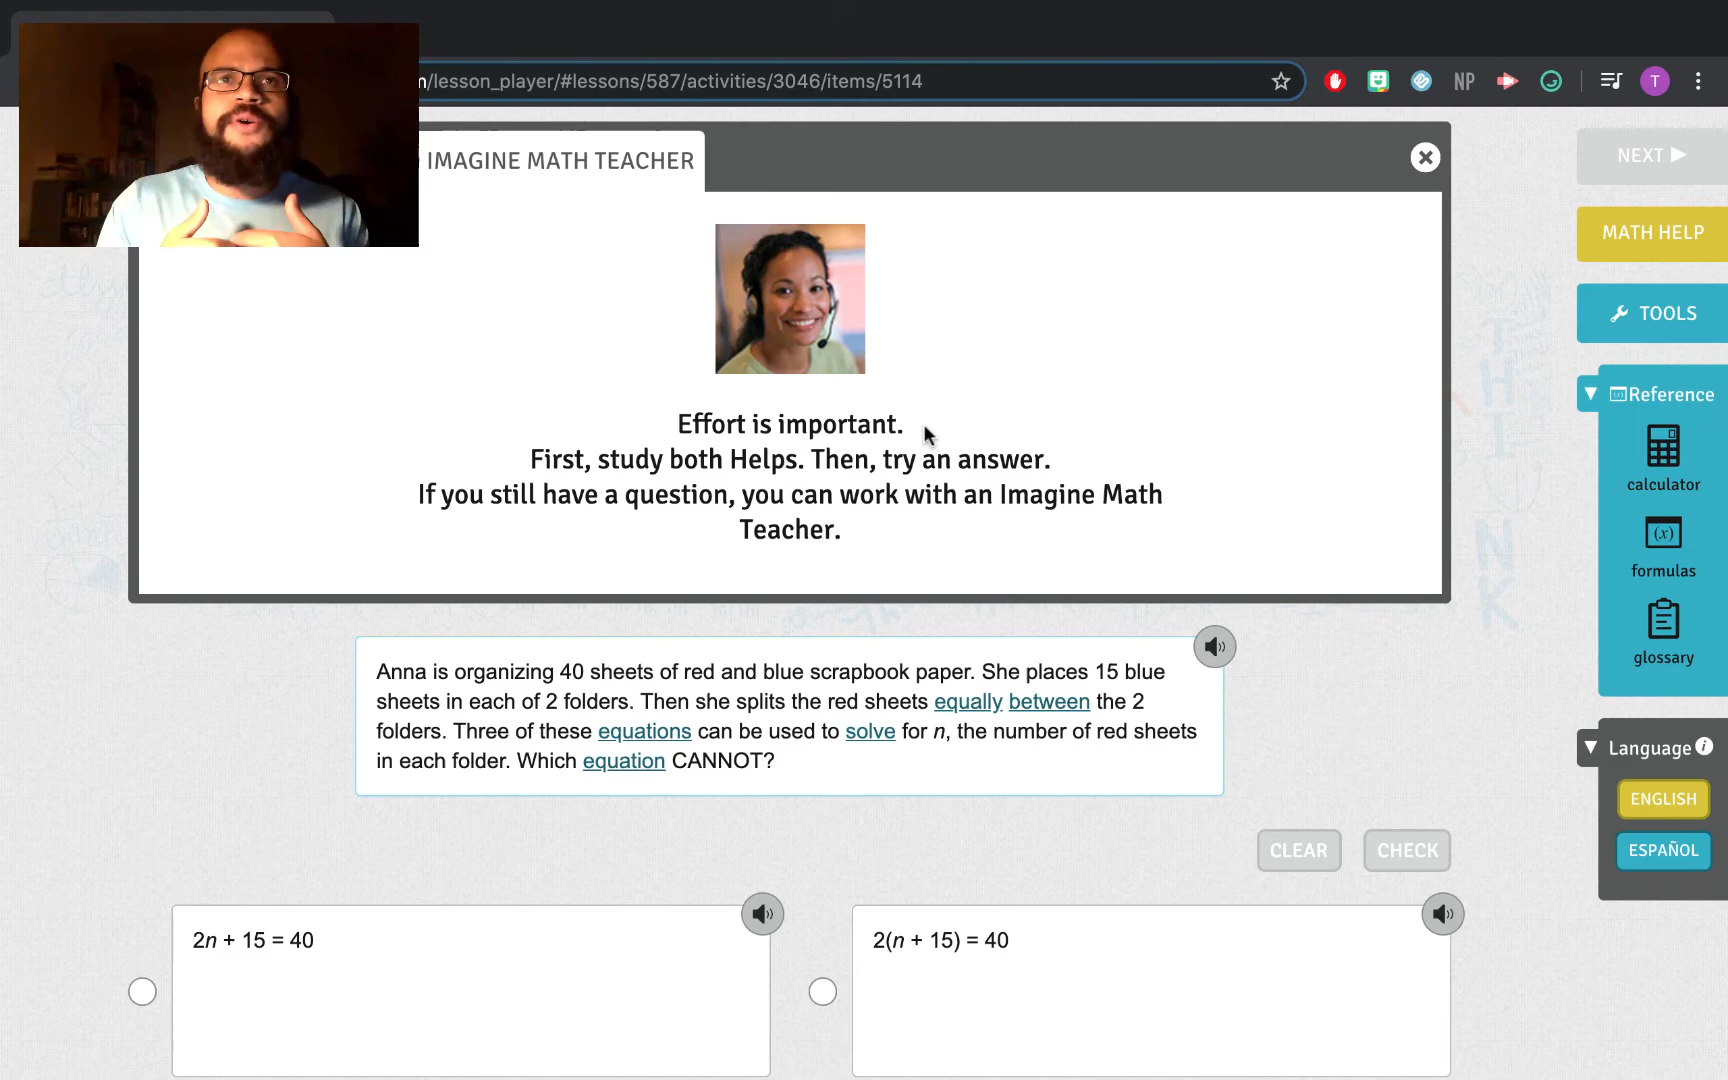 m/lesson_player/#lessons/587/activities/3046/items/5114
NP
T
IMAGINE MATH TEACHER
NEXT
MATH HELP
TOOLS
Effort is important.
First, study both Helps. Then, try an answer.
If you still have a question, you can work with an Imagine Math
Teacher.
Reference
calculator
(x)
formulas
glossary
Anna is organizing 40 sheets of red and blue scrapbook paper. She places 15 blue
sheets in each of 2 folders. Then she splits the red sheets equally between the 2
folders. Three of these equations can be used to solve for n, the number of red sheets
in each folder. Which equation CANNOT?
Language i
ENGLISH
ESPAÑOL
CLEAR CHECK
2n + 15 = 40
2(n + 15) = 40
THINK